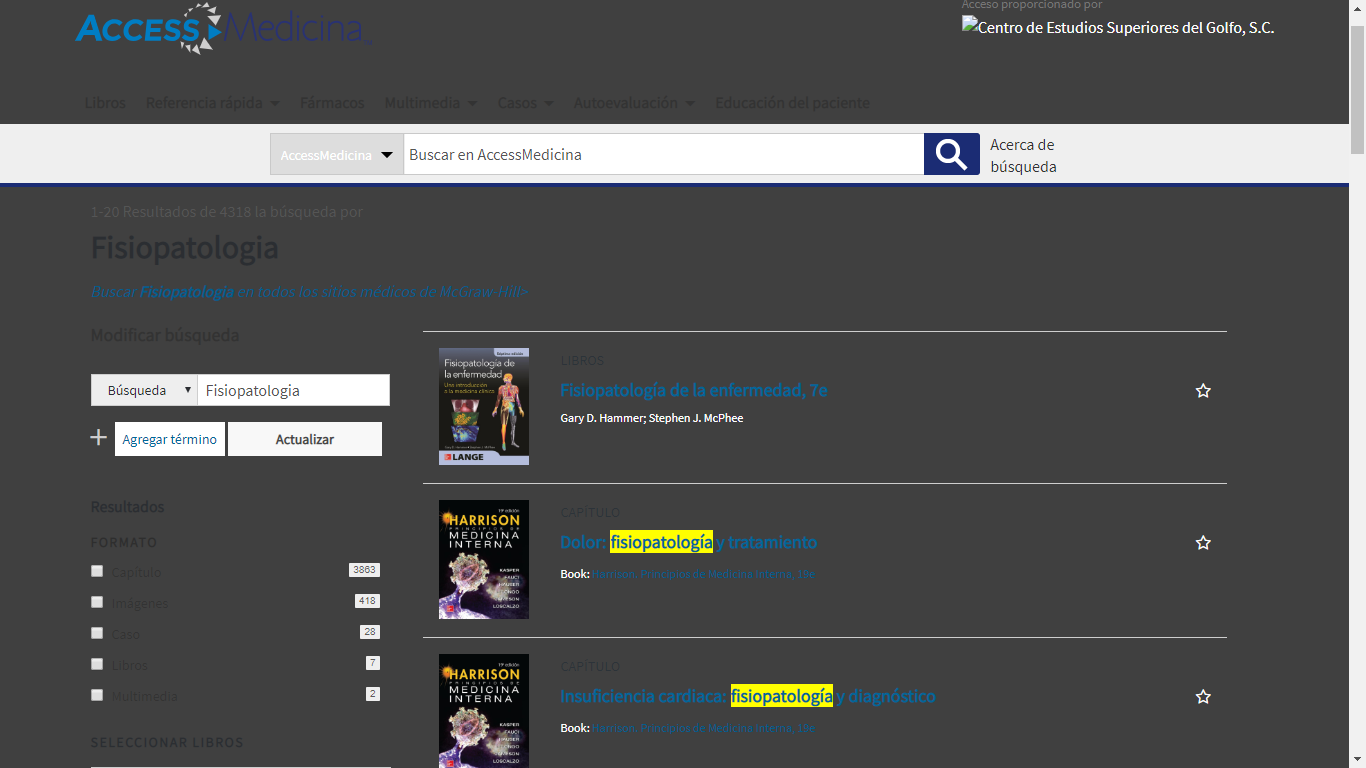 ACCESS Medicina
Acceso proporcionado por
Centro de Estudios Superiores del Golfo, S.C.
Libros Referencia rápida Fármacos Multimedia Casos Autoevaluación Educación del paciente
AccessMedicina Buscar en AccessMedicina
Acerca de
búsqueda
1-20 Resultados de 4318 la búsqueda por
Fisiopatologia
Buscar Fisiopatologia en todos los sitios médicos de McGraw-Hill>
Modificar búsqueda
Búsqueda Fisiopatologia
Agregar término Actualizar
Resultados
FORMATO
Capítulo 3863
Imágenes 418
Caso 28
Libros 7
Multimedia 2
SELECCIONAR LIBROS
Fisiopatología de
la enfermedad
Una introducción
a la medicina clínica
LANGE
LIBROS
Fisiopatología de la enfermedad, 7e
Gary D. Hammer; Stephen J. McPhee
19ª edición
HARRISON
PRINCIPIOS DE
MEDICINA
INTERNA
KASPER
FAUCI
HAUSER
LONGO
JAMESON
LOSCALZO
CAPÍTULO
Dolor: fisiopatología y tratamiento
Book: Harrison. Principios de Medicina Interna, 19e
19ª edición
HARRISON
PRINCIPIOS DE
MEDICINA
INTERNA
KASPER
FAUCI
HAUSER
LONGO
JAMESON
LOSCALZO
CAPÍTULO
Insuficiencia cardiaca: fisiopatología y diagnóstico
Book: Harrison. Principios de Medicina Interna, 19e